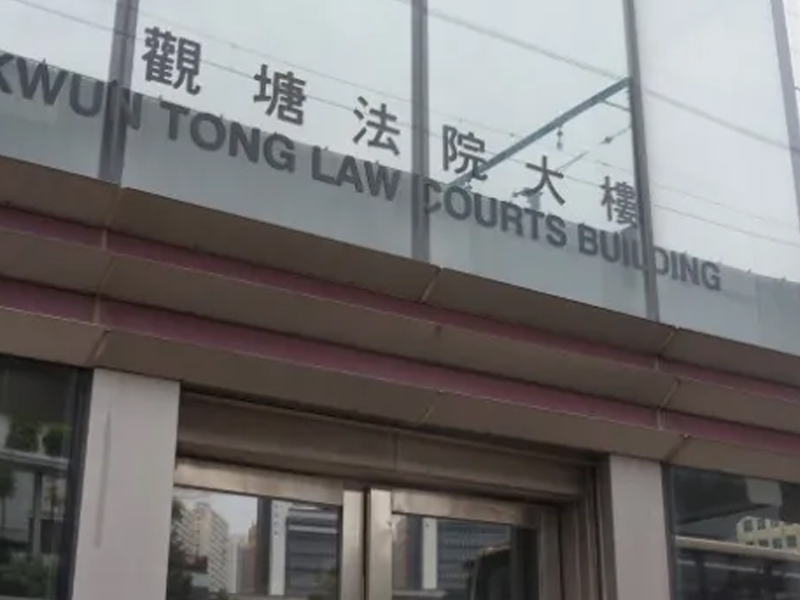 觀塘法院大樓
KWUN TONG LAW COURTS BUILDING